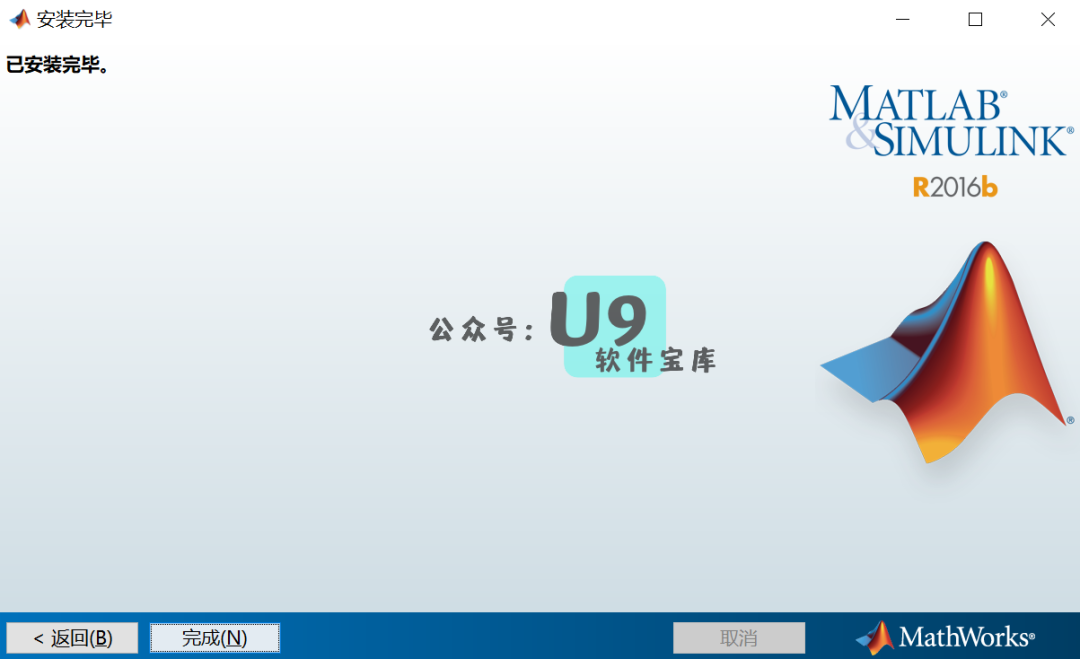 安装完毕
已安装完毕。
MATLAB®
&SIMULINK®
R2016b
公众号：U9
软件宝库
®
< 返回(B)
完成(N)
取消
MathWorks®